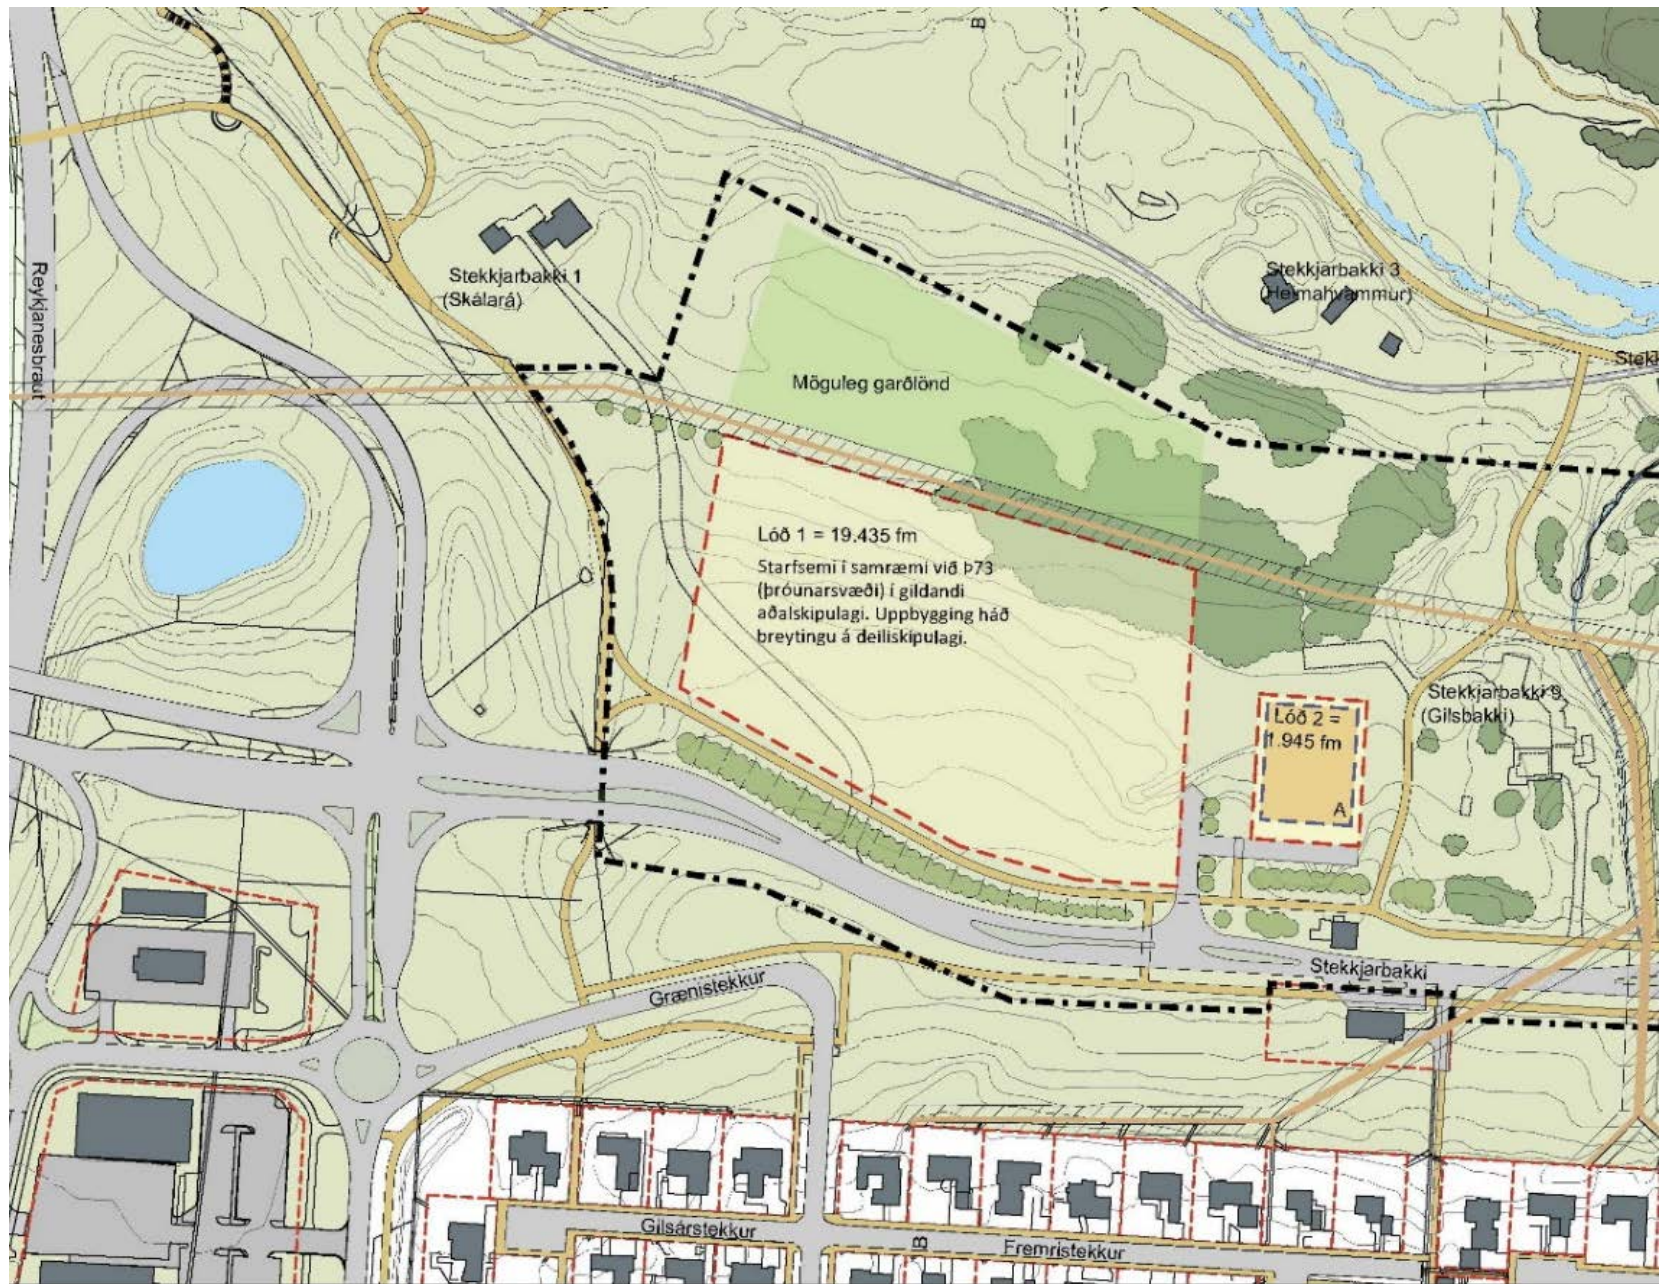 B
Reykjanesbraut
Stekkjarbakki 1
(Skálará)
Stekkjarbakki 3
(Heimahvammur)
Stekk
Möguleg garðlönd
Lóð 1 = 19.435 fm
Starfsemi í samræmi við Þ73
(þróunarsvæði) í gildandi
aðalskipulagi. Uppbygging háð
breytingu á deiliskipulagi.
Stekkjarbakki 9
(Gilsbakki)
Lóð 2 =
1.945 fm
A
Stekkjarbakki
Grænistekkur
Gilsárstekkur
B
Fremristekkur